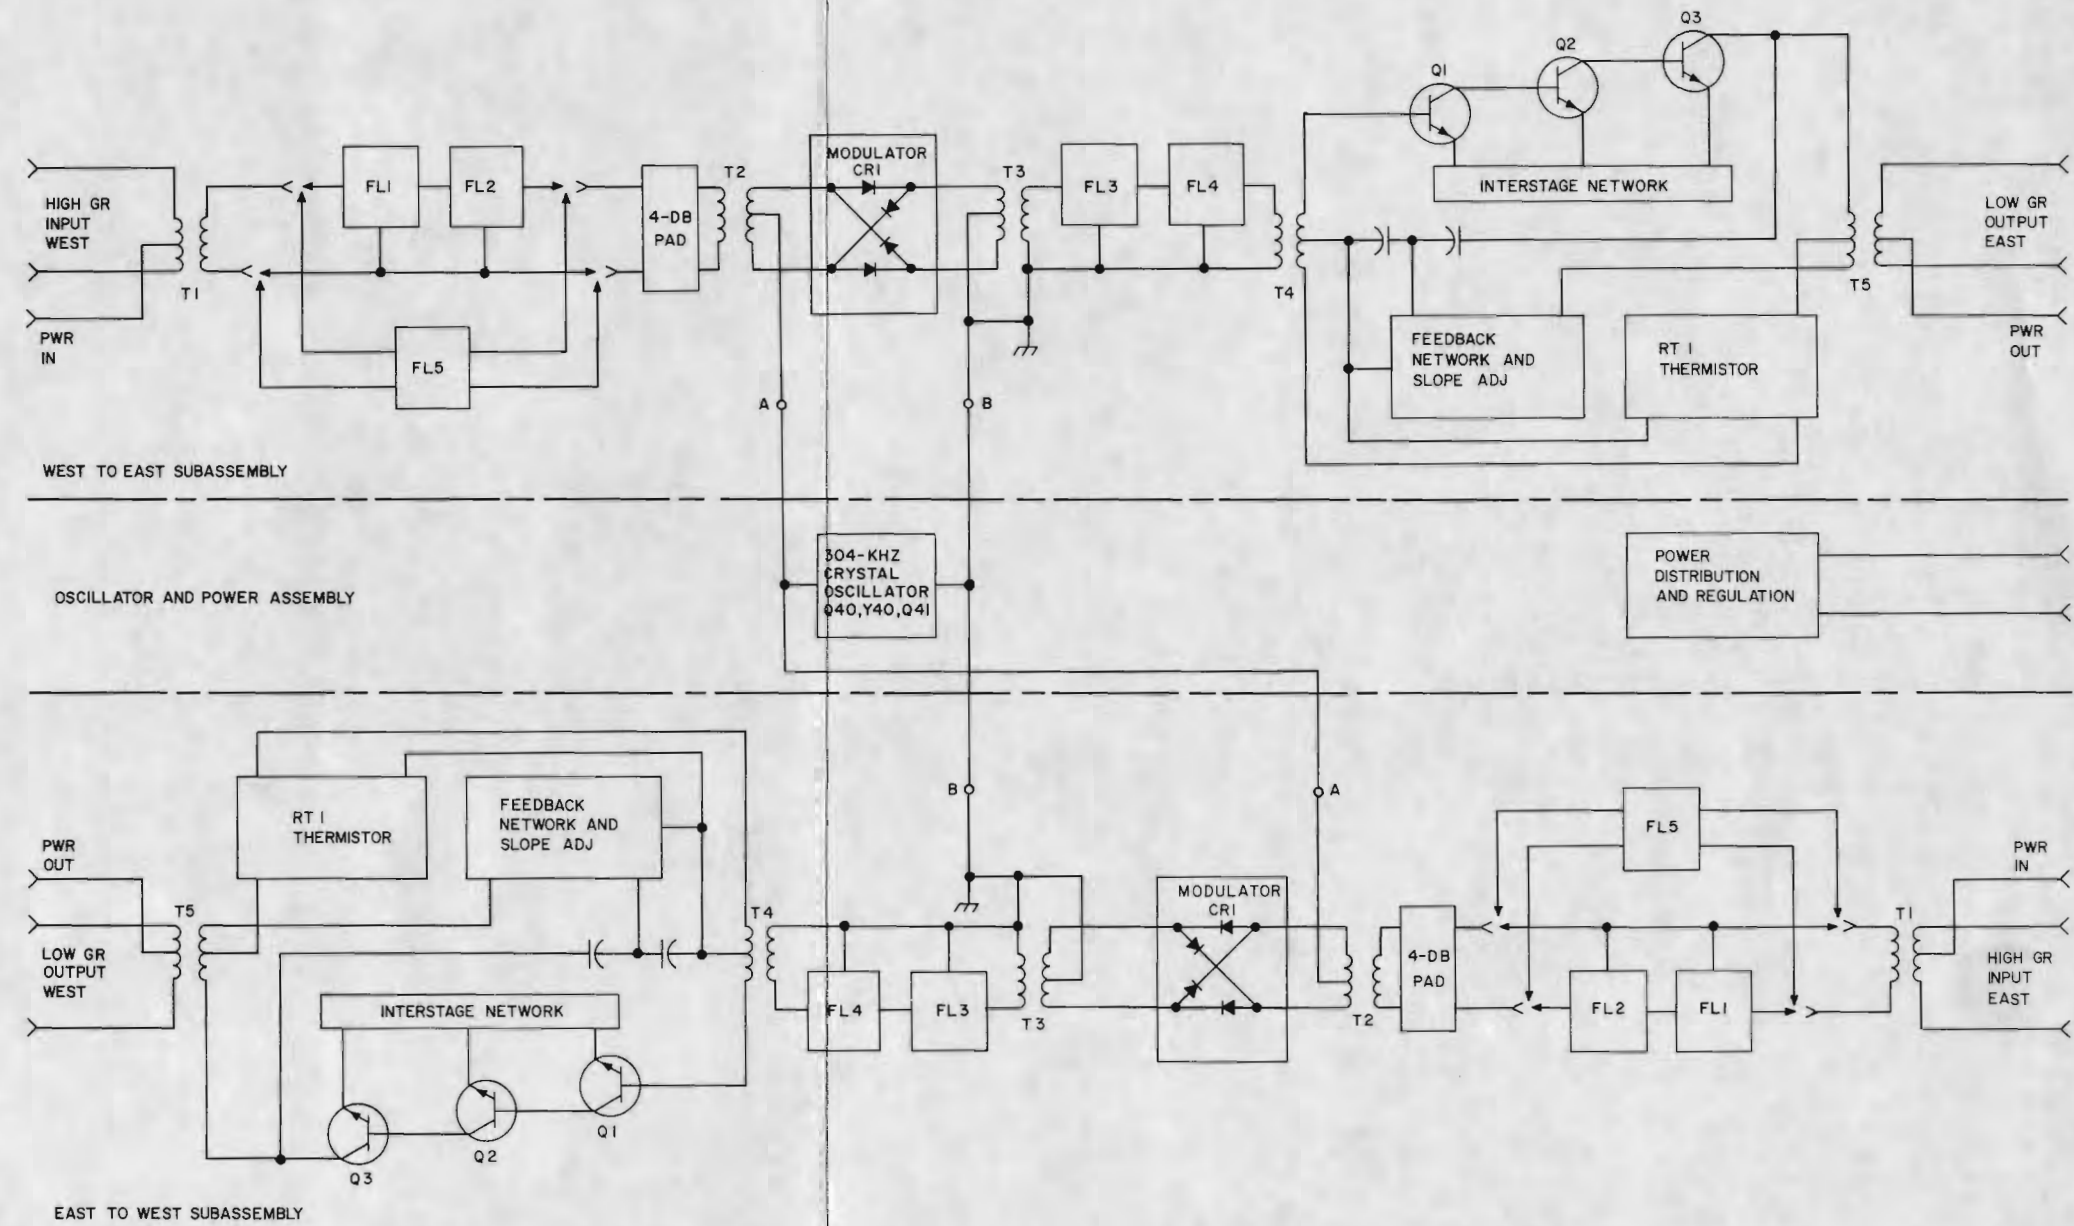 Q3
Q2
Q1
MODULATOR
CR1
T2
T3
FL1
FL2
4-DB
PAD
FL3
FL4
INTERSTAGE NETWORK
HIGH GR
INPUT
WEST
LOW GR
OUTPUT
EAST
T1
T4
T5
PWR
IN
FL5
FEEDBACK
NETWORK AND
SLOPE ADJ
RT 1
THERMISTOR
PWR
OUT
A
B
WEST TO EAST SUBASSEMBLY
304-KHZ
CRYSTAL
OSCILLATOR
Q40,Y40,Q41
POWER
DISTRIBUTION
AND REGULATION
OSCILLATOR AND POWER ASSEMBLY
B
A
RT 1
THERMISTOR
FEEDBACK
NETWORK AND
SLOPE ADJ
FL5
PWR
OUT
PWR
IN
MODULATOR
CR1
T5
T4
T1
LOW GR
OUTPUT
WEST
4-DB
PAD
HIGH GR
INPUT
EAST
INTERSTAGE NETWORK
FL4
FL3
T3
T2
FL2
FL1
Q1
Q2
Q3
EAST TO WEST SUBASSEMBLY